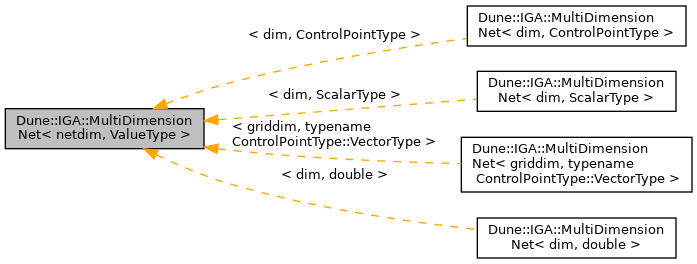 Dune::IGA::MultiDimension
Net< netdim, ValueType >
< dim, ControlPointType >
< dim, ScalarType >
< griddim, typename
ControlPointType::VectorType >
< dim, double >
Dune::IGA::MultiDimension
Net< dim, ControlPointType >
Dune::IGA::MultiDimension
Net< dim, ScalarType >
Dune::IGA::MultiDimension
Net< griddim, typename
ControlPointType::VectorType >
Dune::IGA::MultiDimension
Net< dim, double >